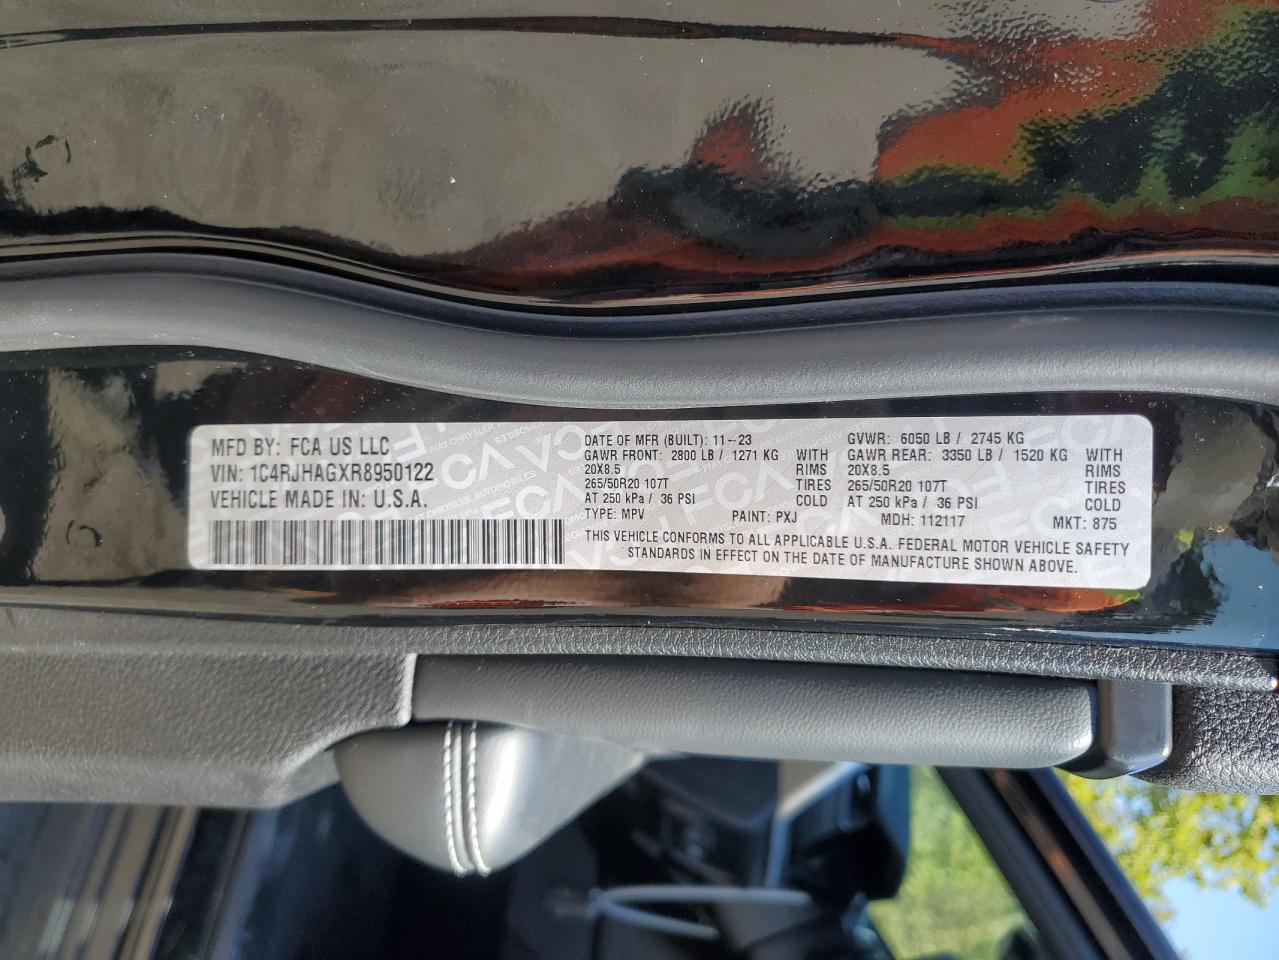 MFD BY: FCA US LLC
VIN: 1C4RJHAGXR8950122
VEHICLE MADE IN: U.S.A.
DATE OF MFR (BUILT): 11-23
GAWR FRONT: 2800 LB / 1271 KG WITH
20X8.5 RIMS
265/50R20 107T TIRES
AT 250 kPa / 36 PSI COLD
TYPE: MPV PAINT: PXJ
GVWR: 6050 LB / 2745 KG
GAWR REAR: 3350 LB / 1520 KG WITH
20X8.5 RIMS
265/50R20 107T TIRES
AT 250 kPa / 36 PSI COLD
MDH: 112117 MKT: 875
THIS VEHICLE CONFORMS TO ALL APPLICABLE U.S.A. FEDERAL MOTOR VEHICLE SAFETY
STANDARDS IN EFFECT ON THE DATE OF MANUFACTURE SHOWN ABOVE.